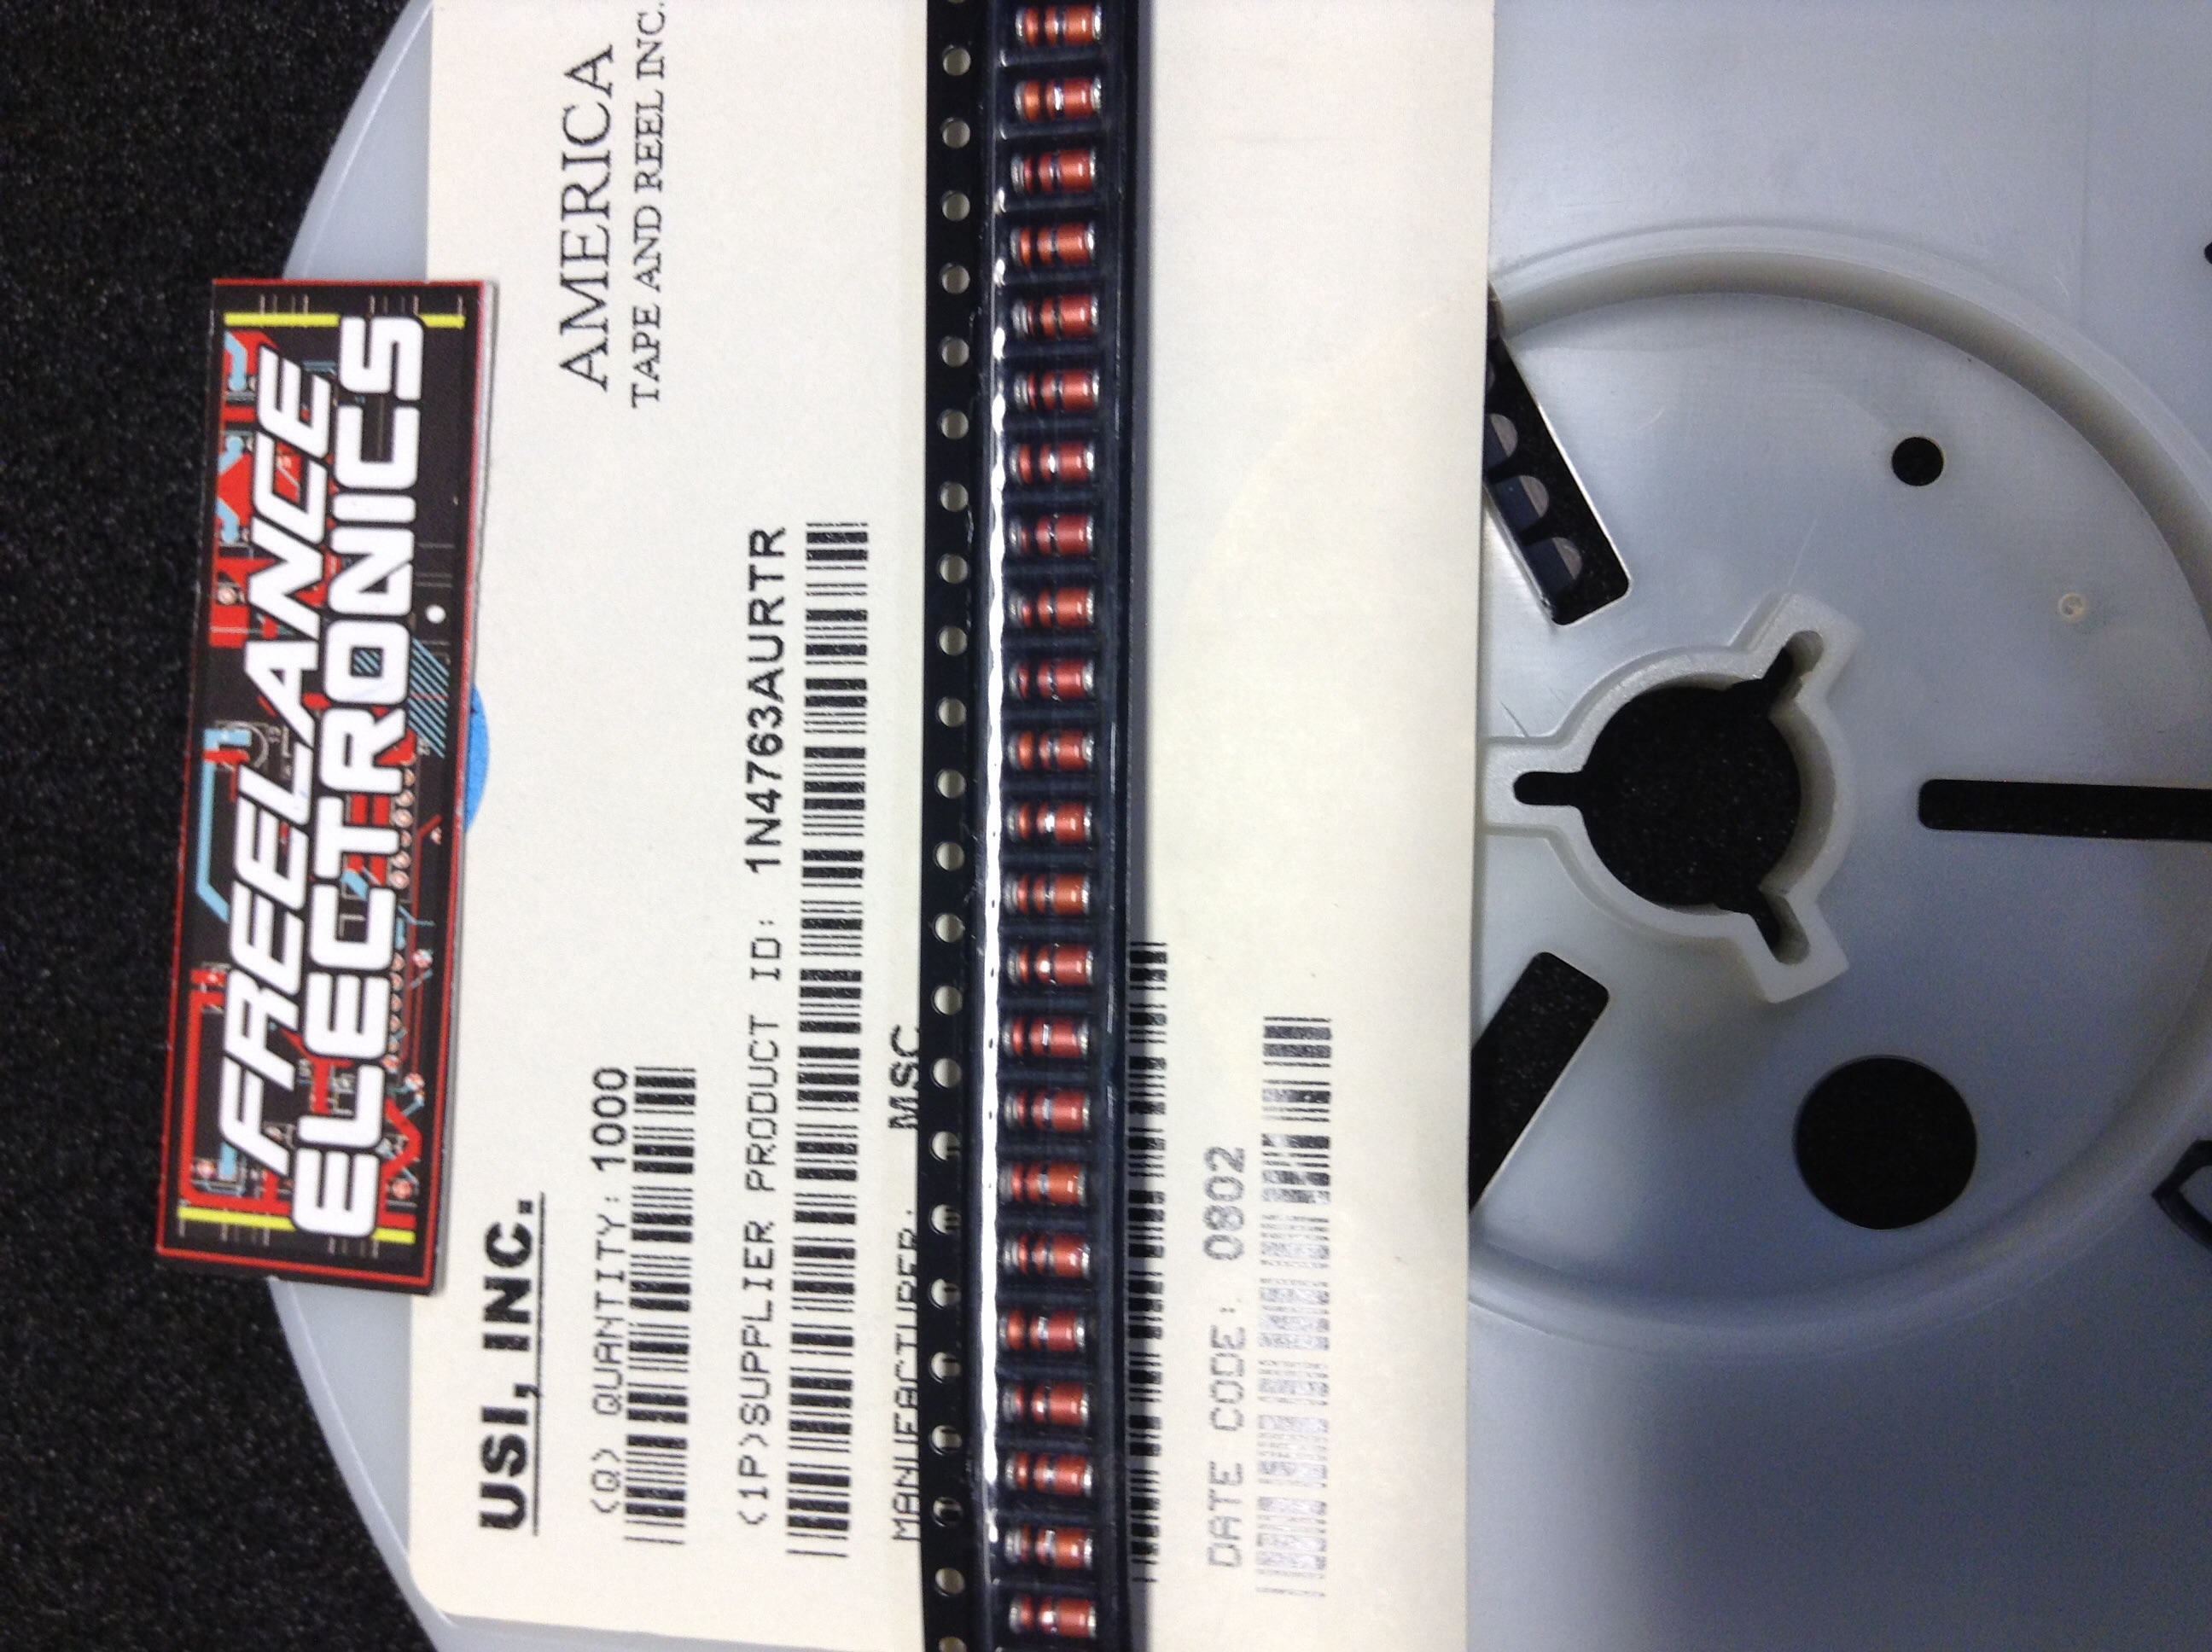 FREELANCE
ELECTRONICS
AMERICA
TAPE AND REEL INC.
USI, INC.
(Q) QUANTITY: 1000
(1P)SUPPLIER PRODUCT ID: 1N4763AURTR
MANUFACTURER: MSC
DATE CODE: 0802